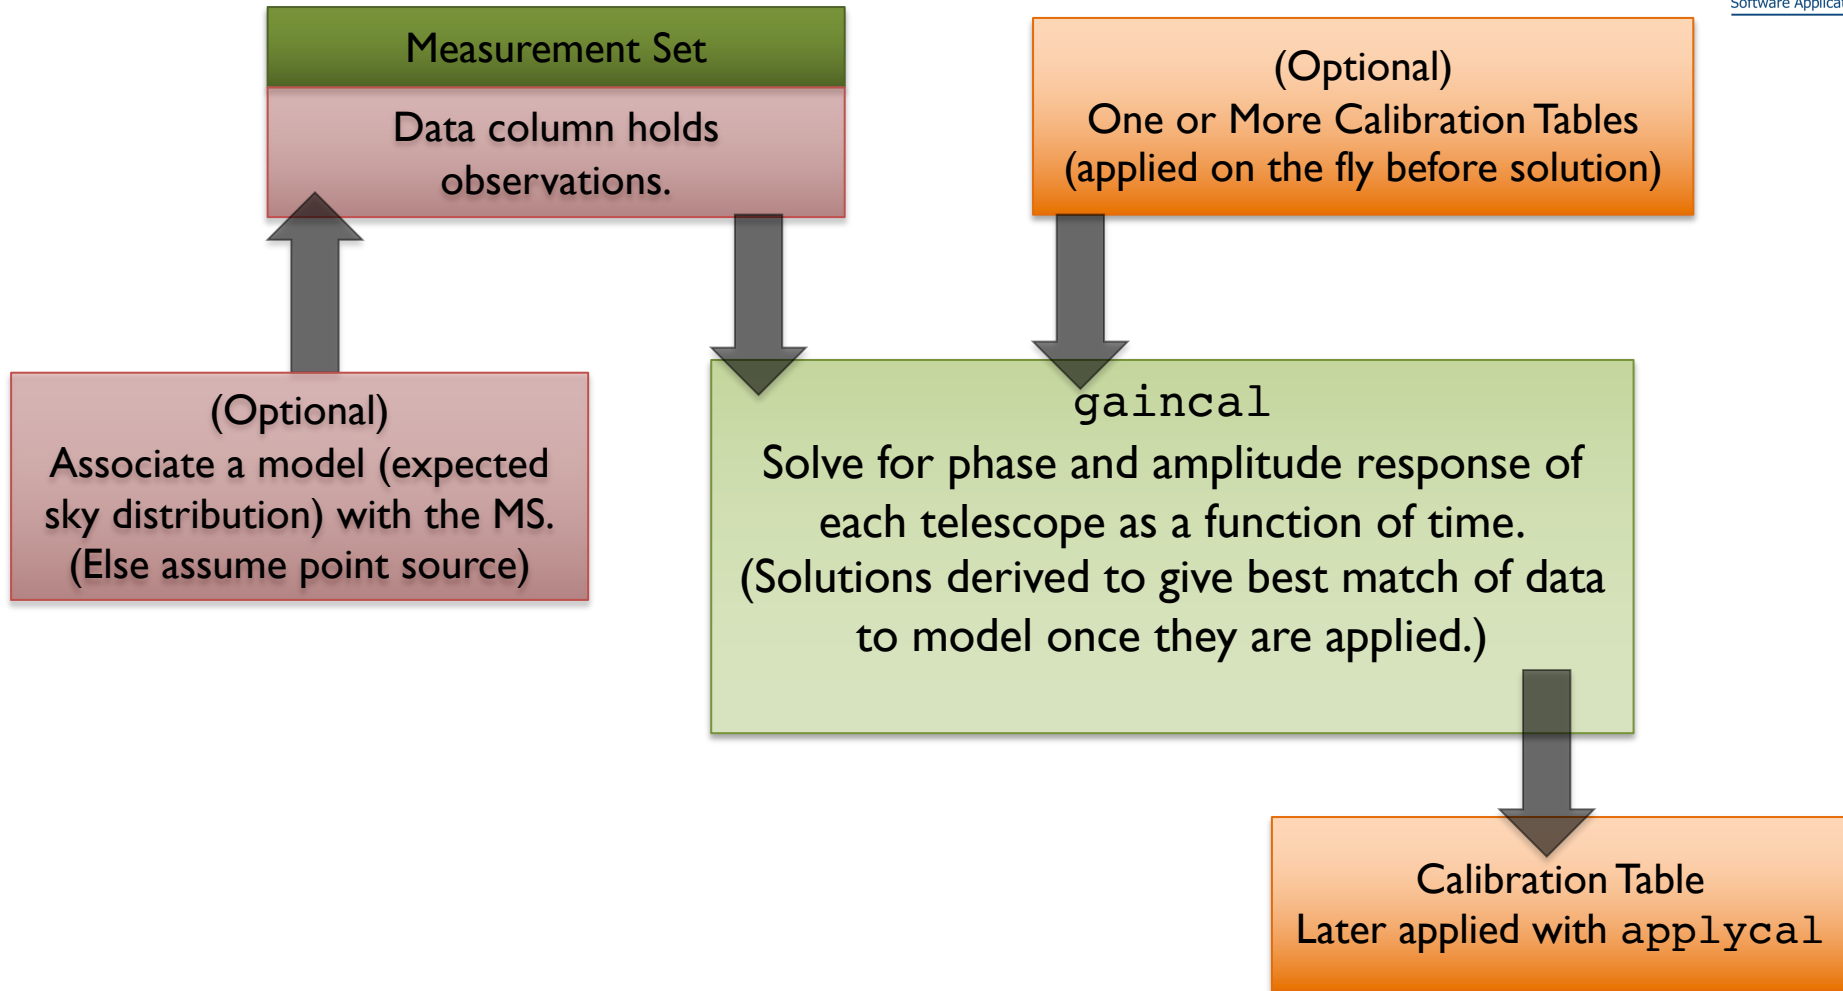 Software Applicat
Measurement Set
Data column holds
observations.
(Optional)
One or More Calibration Tables
(applied on the fly before solution)
(Optional)
Associate a model (expected
sky distribution) with the MS.
(Else assume point source)
gaincal
Solve for phase and amplitude response of
each telescope as a function of time.
(Solutions derived to give best match of data
to model once they are applied.)
Calibration Table
Later applied with applycal